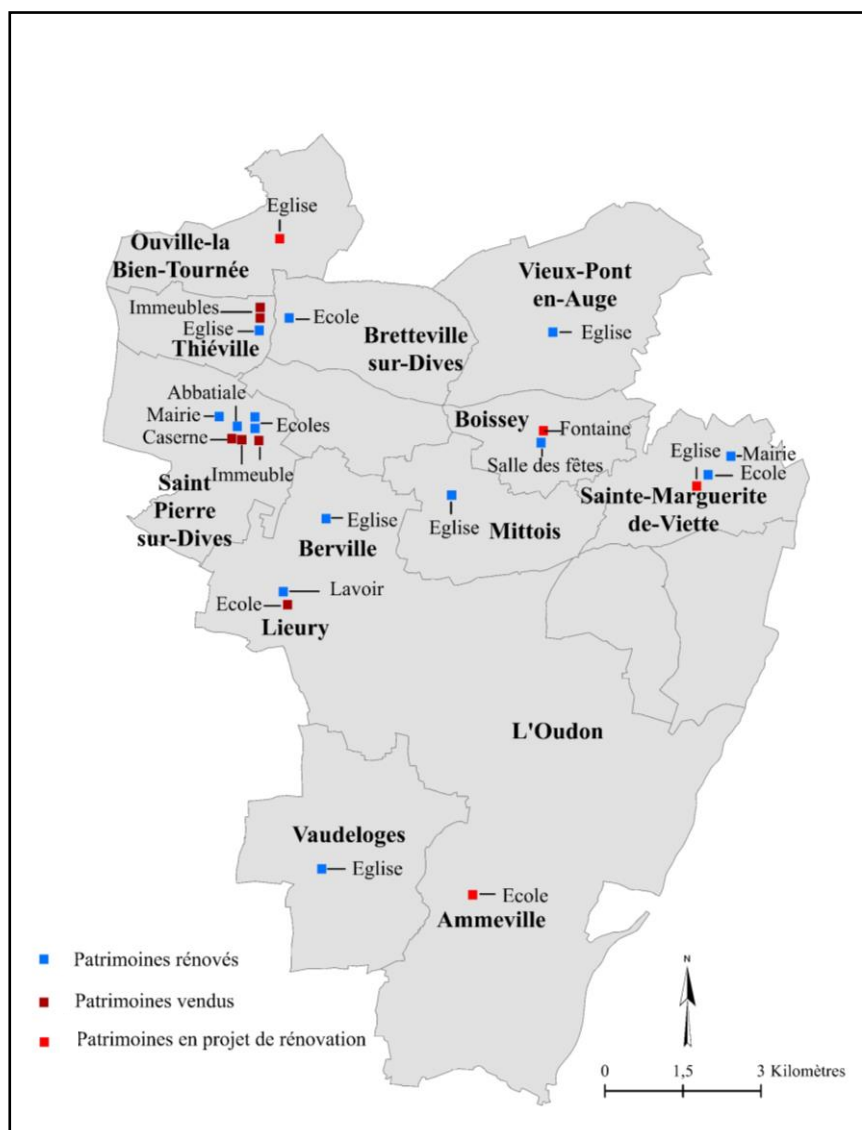 Eglise
Ouville-la
Bien-Tournée
Vieux-Pont
en-Auge
Immeubles
Ecole
Eglise
Eglise
Thiéville
Bretteville
sur-Dives
Abbatiale
Mairie
Ecoles
Caserne
Immeuble
Boissey
Fontaine
Salle des fêtes
Eglise
Mairie
Ecole
Sainte-Marguerite
de-Viette
Saint
Pierre
sur-Dives
Eglise
Berville
Eglise
Mittois
Lavoir
Ecole
Lieury
L'Oudon
Vaudeloges
Eglise
Ecole
Ammeville
Patrimoines rénovés
Patrimoines vendus
Patrimoines en projet de rénovation
N
0 1,5 3 Kilomètres